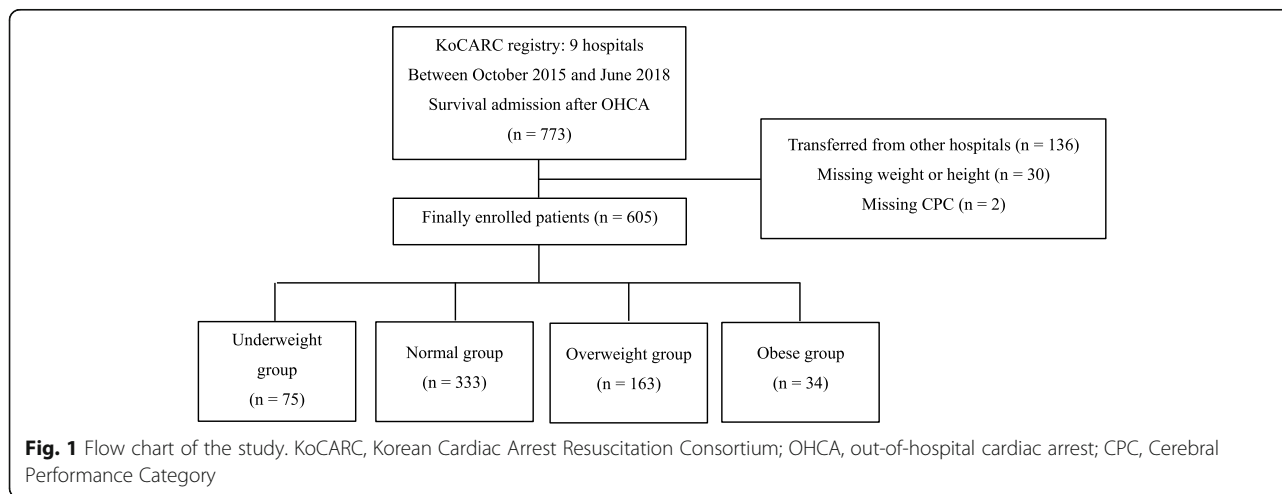 KoCARC registry: 9 hospitals
Between October 2015 and June 2018
Survival admission after OHCA
(n = 773)
Transferred from other hospitals (n = 136)
Missing weight or height (n = 30)
Missing CPC (n = 2)
Finally enrolled patients (n = 605)
Underweight
group
(n = 75)
Normal group
(n = 333)
Overweight group
(n = 163)
Obese group
(n = 34)
Fig. 1 Flow chart of the study. KoCARC, Korean Cardiac Arrest Resuscitation Consortium; OHCA, out-of-hospital cardiac arrest; CPC, Cerebral
Performance Category